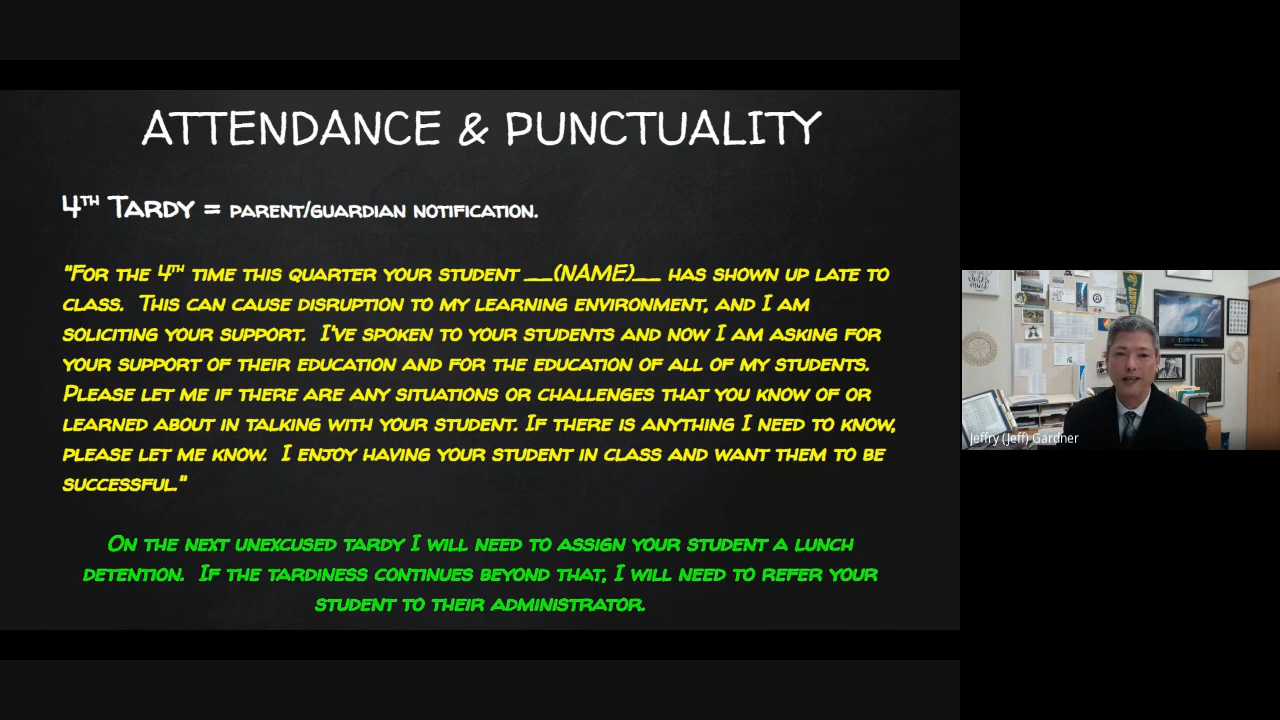 ATTENDANCE & PUNCTUALITY
4TH TARDY = PARENT/GUARDIAN NOTIFICATION.
"FOR THE 4TH TIME THIS QUARTER YOUR STUDENT __(NAME)__ HAS SHOWN UP LATE TO
CLASS.  THIS CAN CAUSE DISRUPTION TO MY LEARNING ENVIRONMENT, AND I AM
SOLICITING YOUR SUPPORT.  I'VE SPOKEN TO YOUR STUDENTS AND NOW I AM ASKING FOR
YOUR SUPPORT OF THEIR EDUCATION AND FOR THE EDUCATION OF ALL OF MY STUDENTS.
PLEASE LET ME IF THERE ARE ANY SITUATIONS OR CHALLENGES THAT YOU KNOW OF OR
LEARNED ABOUT IN TALKING WITH YOUR STUDENT. IF THERE IS ANYTHING I NEED TO KNOW,
PLEASE LET ME KNOW.  I ENJOY HAVING YOUR STUDENT IN CLASS AND WANT THEM TO BE
SUCCESSFUL."
ON THE NEXT UNEXCUSED TARDY I WILL NEED TO ASSIGN YOUR STUDENT A LUNCH
DETENTION.  IF THE TARDINESS CONTINUES BEYOND THAT, I WILL NEED TO REFER YOUR
STUDENT TO THEIR ADMINISTRATOR.
Jeffry (Jeff) Gardner